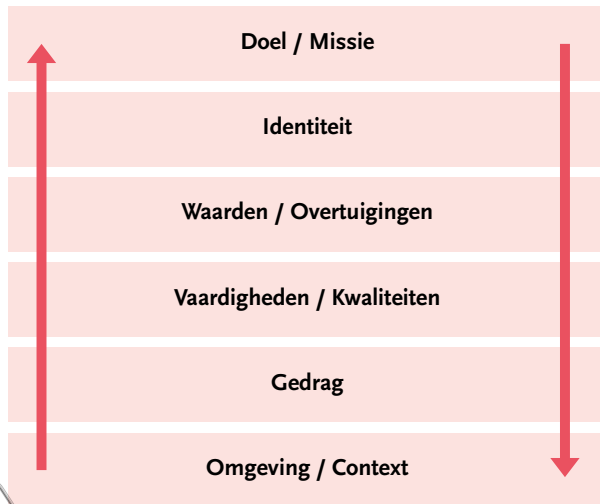 Doel / Missie
Identiteit
Waarden / Overtuigingen
Vaardigheden / Kwaliteiten
Gedrag
Omgeving / Context